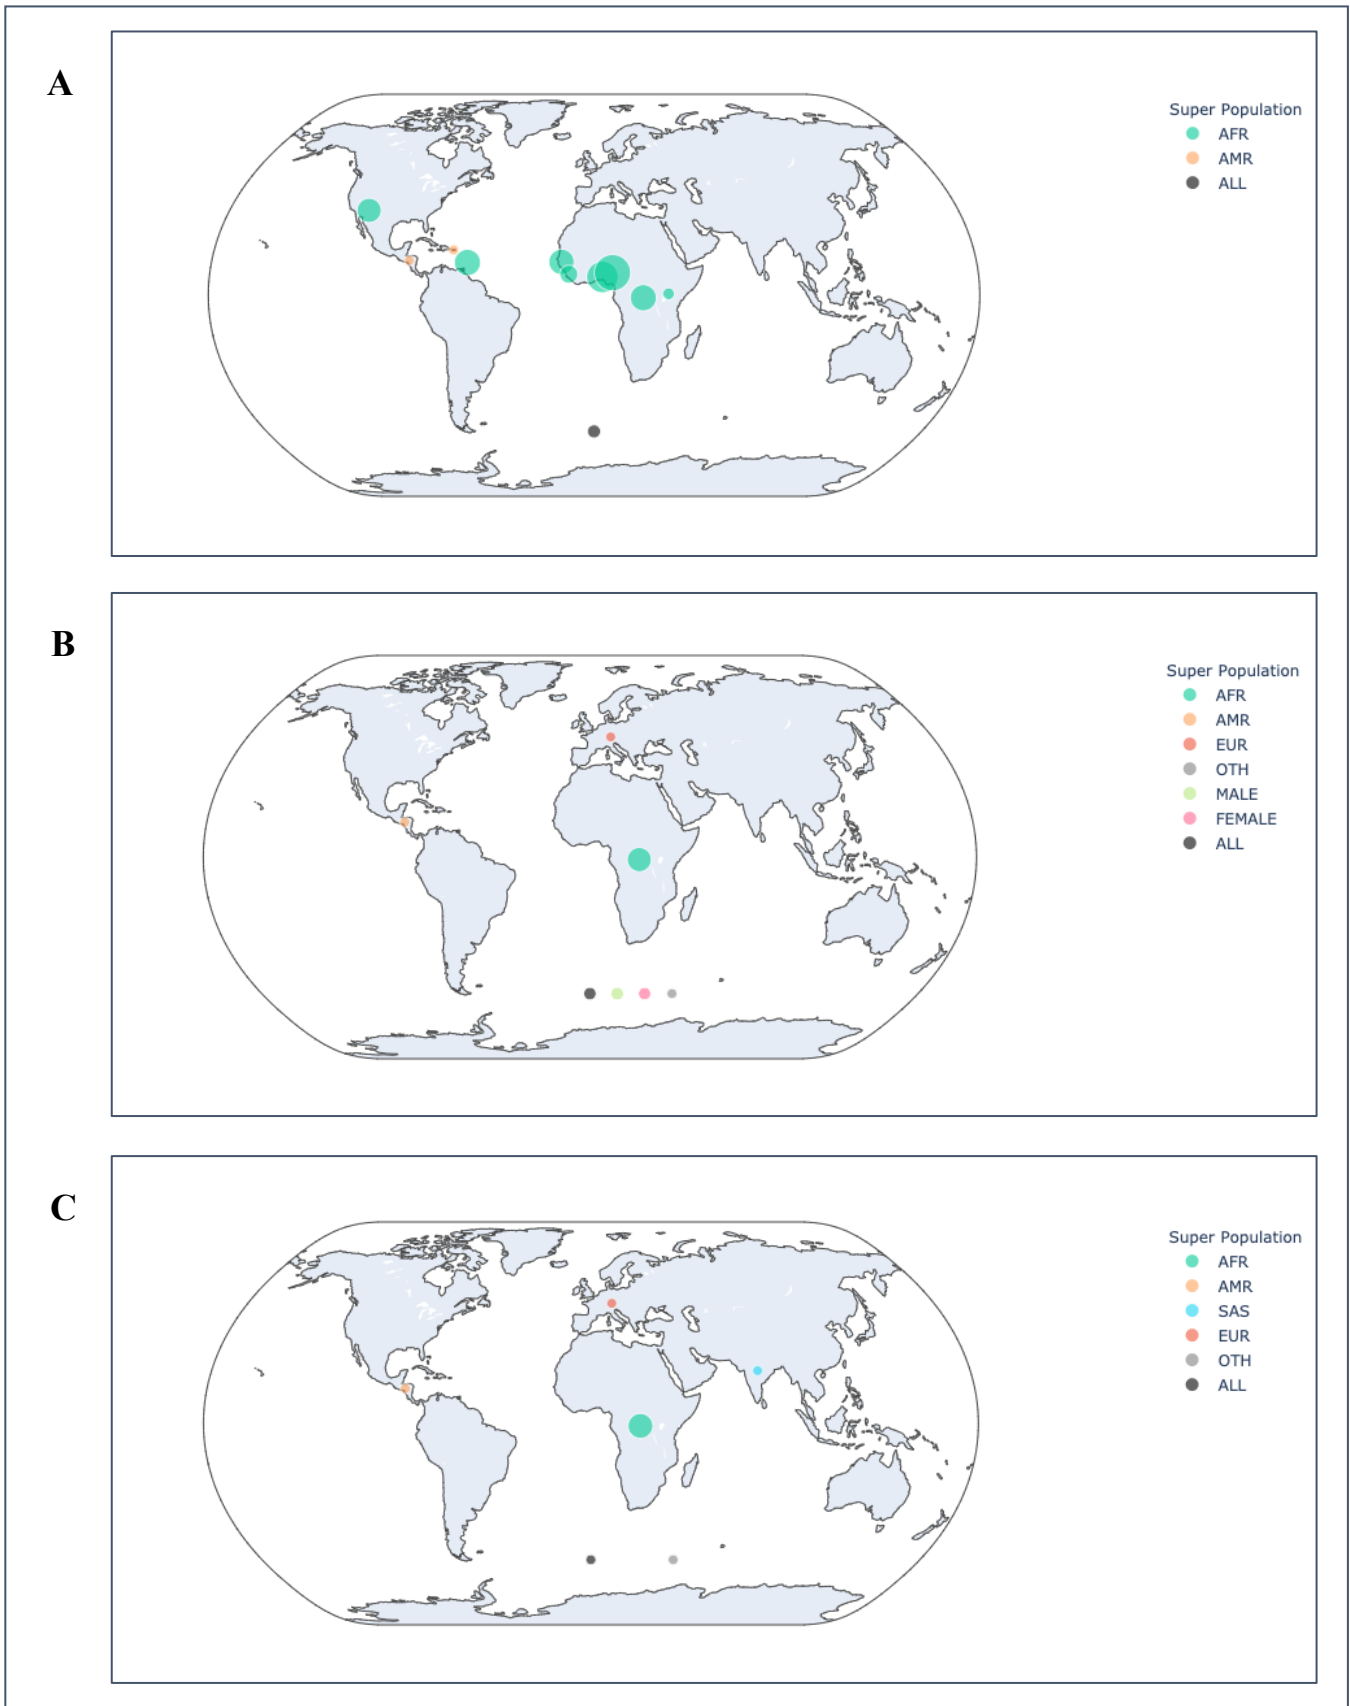 A
Super Population
AFR
AMR
ALL
B
Super Population
AFR
AMR
EUR
OTH
MALE
FEMALE
ALL
C
Super Population
AFR
AMR
SAS
EUR
OTH
ALL